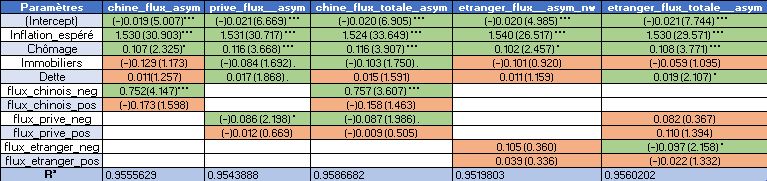 Paramètres chine_flux_asym prive_flux__asym chine_flux_totale_asym etranger_flux__asym_nw etranger_flux_totale__asym
(Intercept) (-)0.019 (5.007)*** (-)0.021(6.669)*** (-)0.020 (6.905)*** (-)0.020 (4.985)*** (-)0.021 (7.744)***
Inflation_espéré 1.530 (30.903)*** 1.531 (30.717)*** 1.524 (33.649)*** 1.540 (26.517)*** 1.530 (29.571)***
Chômage 0.107 (2.325)* 0.116 (3.668)*** 0.116 (3.907)*** 0.102 (2.457)* 0.108 (3.771)***
Immobiliers (-)0.129 (1.173) (-)0.084 (1.692) . (-)0.103 (1.750) . (-)0.101 (0.920) (-)0.059 (1.095)
Dette 0.011 (1.257) 0.017 (1.868) . 0.015 (1.591) 0.011 (1.159) 0.019 (2.107)*
flux_chinois_neg 0.752(4.147)*** 0.757 (3.607)***
flux_chinois_pos (-)0.173 (1.598) (-)0.158 (1.463)
flux_prive_neg (-)0.086 (2.198)* (-)0.087 (1.986) . 0.082 (0.367)
flux_prive_pos (-)0.012 (0.669) (-)0.009 (0.505) 0.110 (1.394)
flux_etranger_neg 0.105 (0.360) (-)0.097 (2.158)*
flux_etranger_pos 0.039 (0.336) (-)0.022 (1.332)
R² 0.9555629 0.9543888 0.9586682 0.9519803 0.9560202